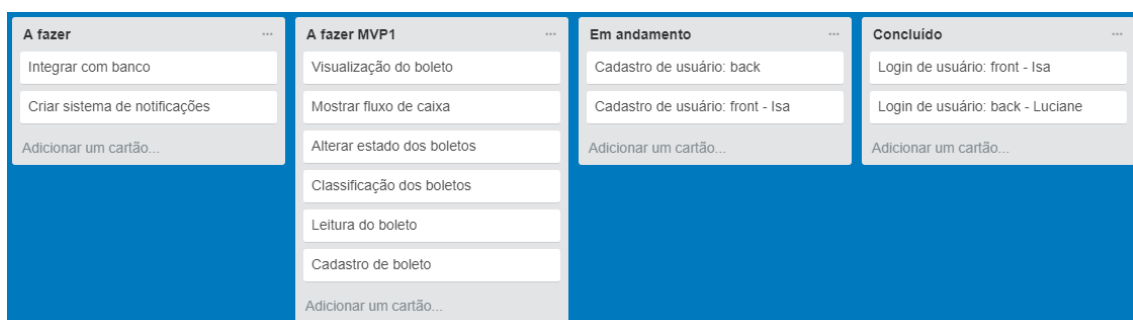 A fazer
Integrar com banco
Criar sistema de notificações
Adicionar um cartão...
A fazer MVP1
Visualização do boleto
Mostrar fluxo de caixa
Alterar estado dos boletos
Classificação dos boletos
Leitura do boleto
Cadastro de boleto
Adicionar um cartão...
Em andamento
Cadastro de usuário: back
Cadastro de usuário: front - Isa
Adicionar um cartão...
Concluído
Login de usuário: front - Isa
Login de usuário: back - Luciane
Adicionar um cartão...